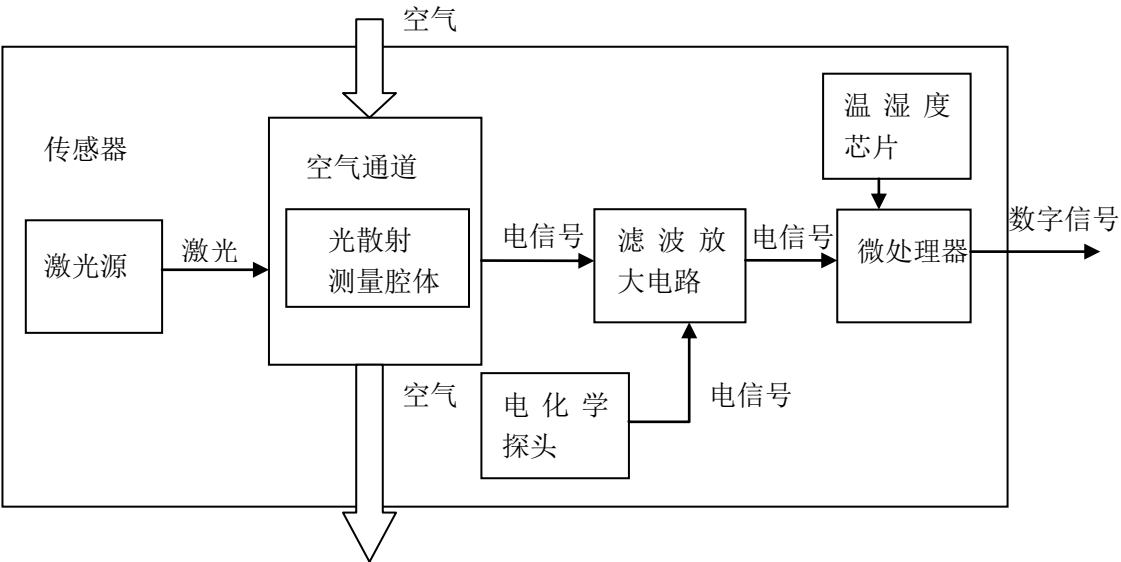 空气
温湿度
芯片
传感器
空气通道
数字信号
激光源
激光
光散射
测量腔体
电信号
滤波放
大电路
电信号
微处理器
空气
电化学
探头
电信号